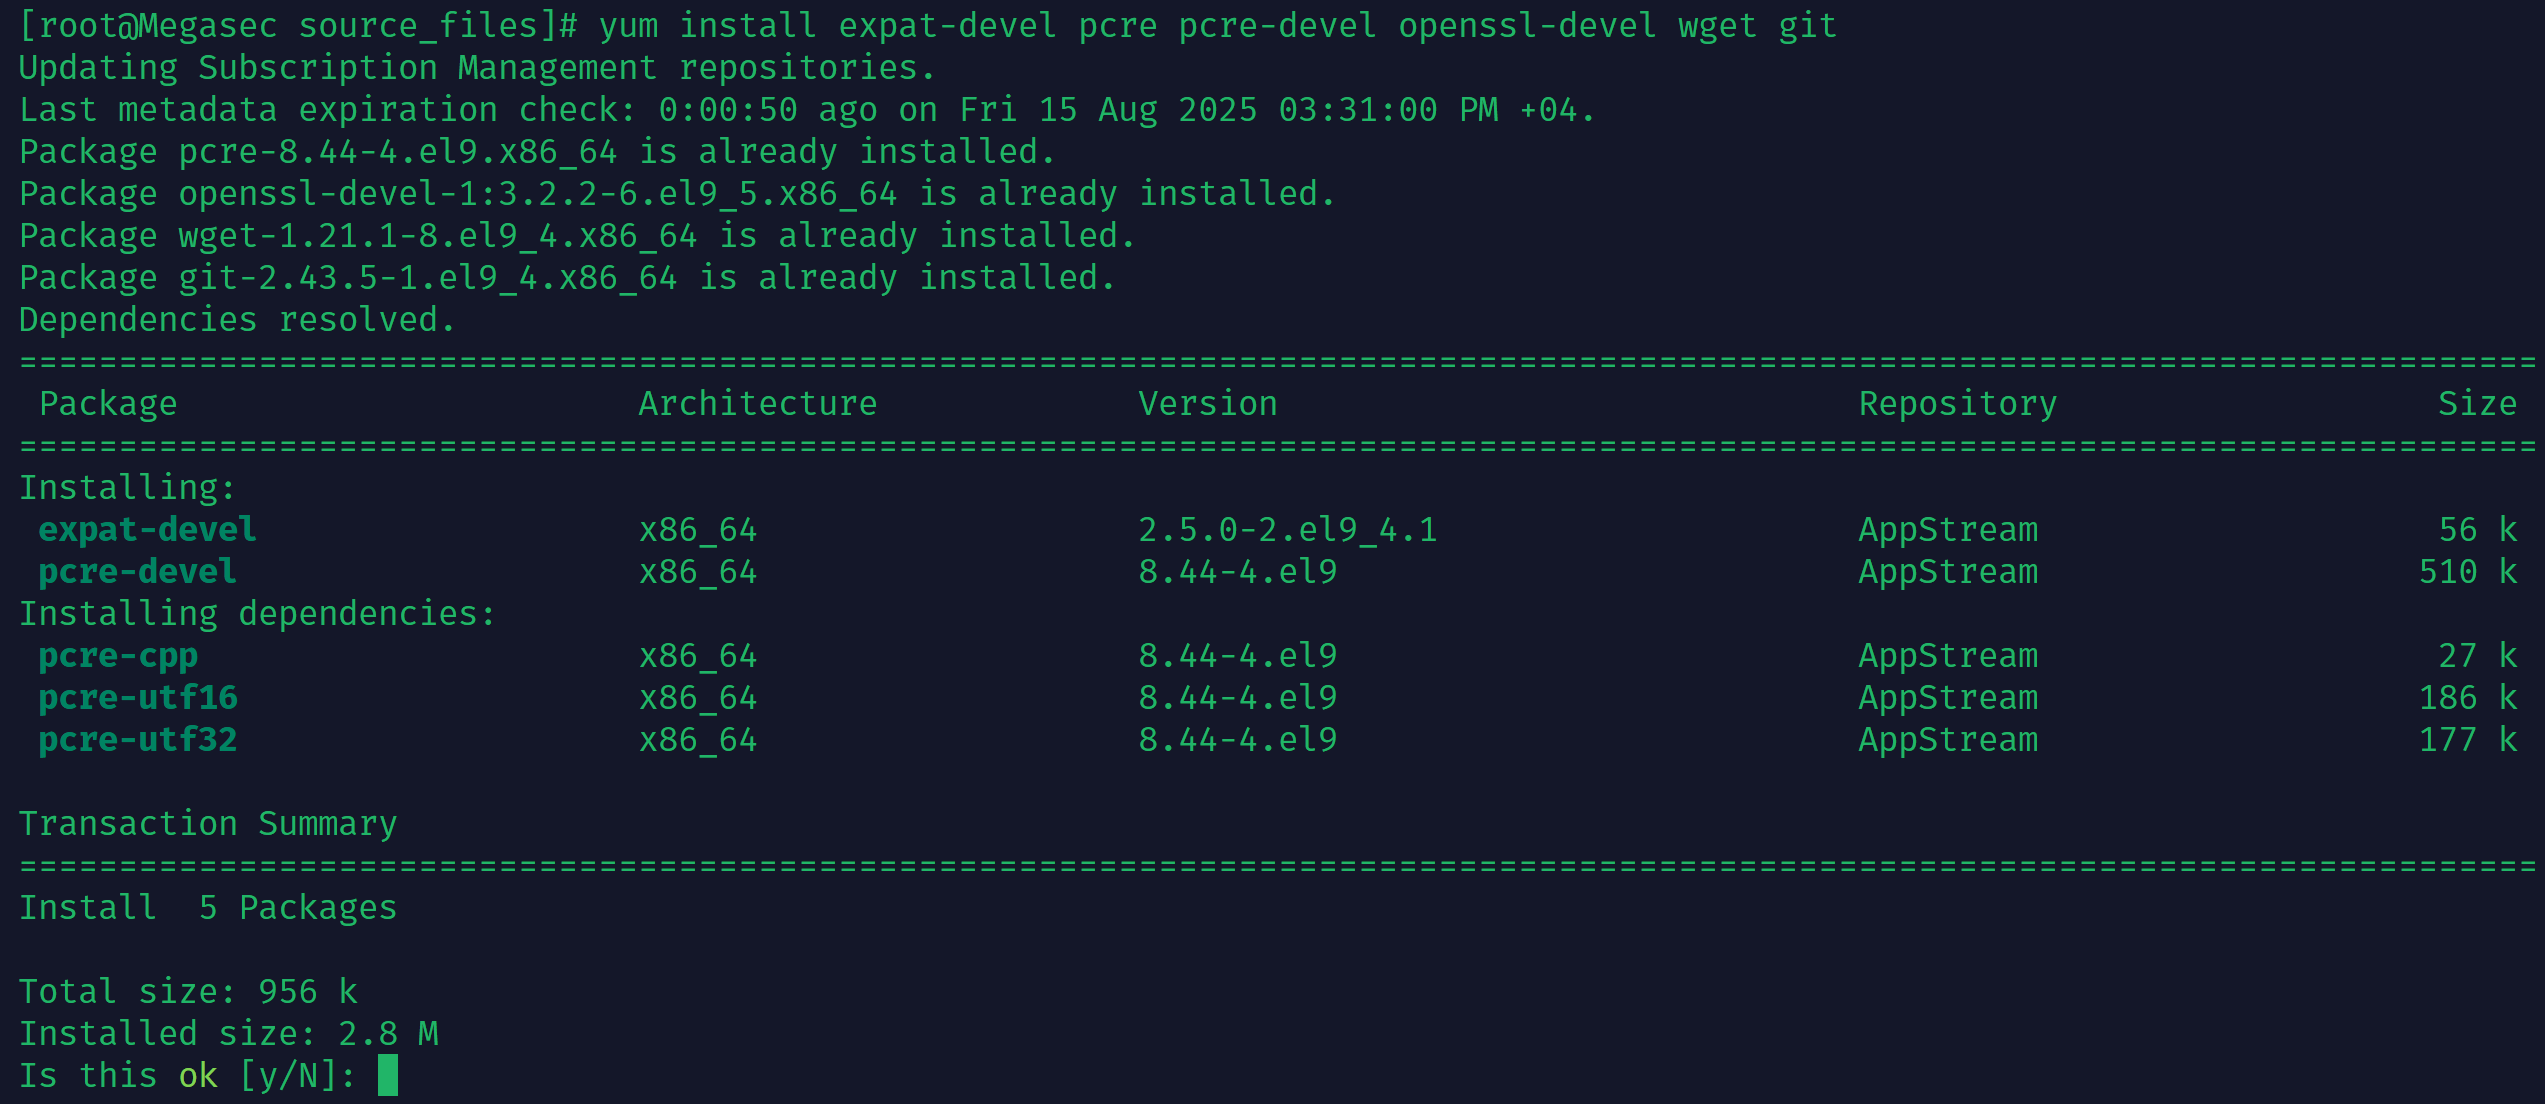 [root@Megasec source_files]# yum install expat-devel pcre pcre-devel openssl-devel wget git
Updating Subscription Management repositories.
Last metadata expiration check: 0:00:50 ago on Fri 15 Aug 2025 03:31:00 PM +04.
Package pcre-8.44-4.el9.x86_64 is already installed.
Package openssl-devel-1:3.2.2-6.el9_5.x86_64 is already installed.
Package wget-1.21.1-8.el9_4.x86_64 is already installed.
Package git-2.43.5-1.el9_4.x86_64 is already installed.
Dependencies resolved.
==============================================================================================================================
 Package                       Architecture             Version                             Repository                   Size
==============================================================================================================================
Installing:
 expat-devel                   x86_64                   2.5.0-2.el9_4.1                     AppStream                    56 k
 pcre-devel                    x86_64                   8.44-4.el9                          AppStream                   510 k
Installing dependencies:
 pcre-cpp                      x86_64                   8.44-4.el9                          AppStream                    27 k
 pcre-utf16                    x86_64                   8.44-4.el9                          AppStream                   186 k
 pcre-utf32                    x86_64                   8.44-4.el9                          AppStream                   177 k

Transaction Summary
==============================================================================================================================
Install  5 Packages

Total size: 956 k
Installed size: 2.8 M
Is this ok [y/N]: